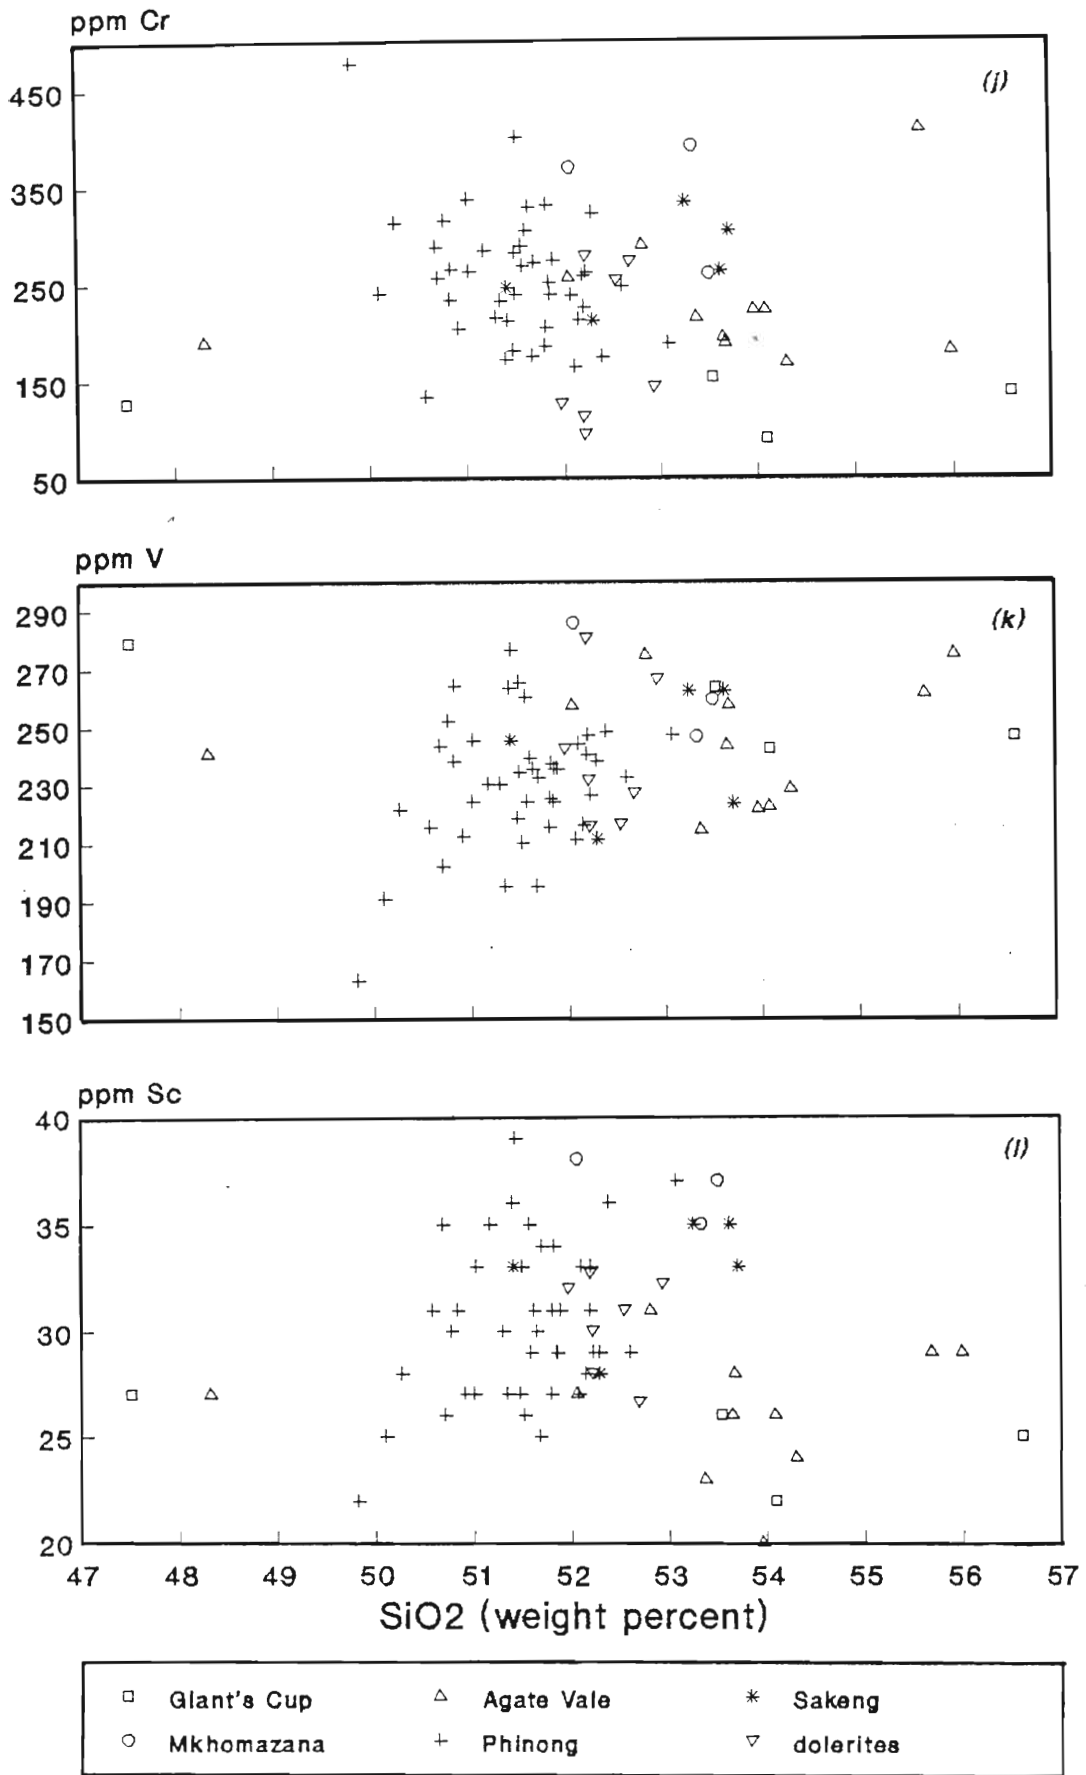 ppm Cr
(j)
450
350
250
150
50
ppm V
(k)
290
270
250
230
210
190
170
150
ppm Sc
(l)
40
35
30
25
20
47 48 49 50 51 52 53 54 55 56 57
SiO2 (weight percent)
Giant's Cup Agate Vale Sakeng
Mkhomazana Phinong dolerites